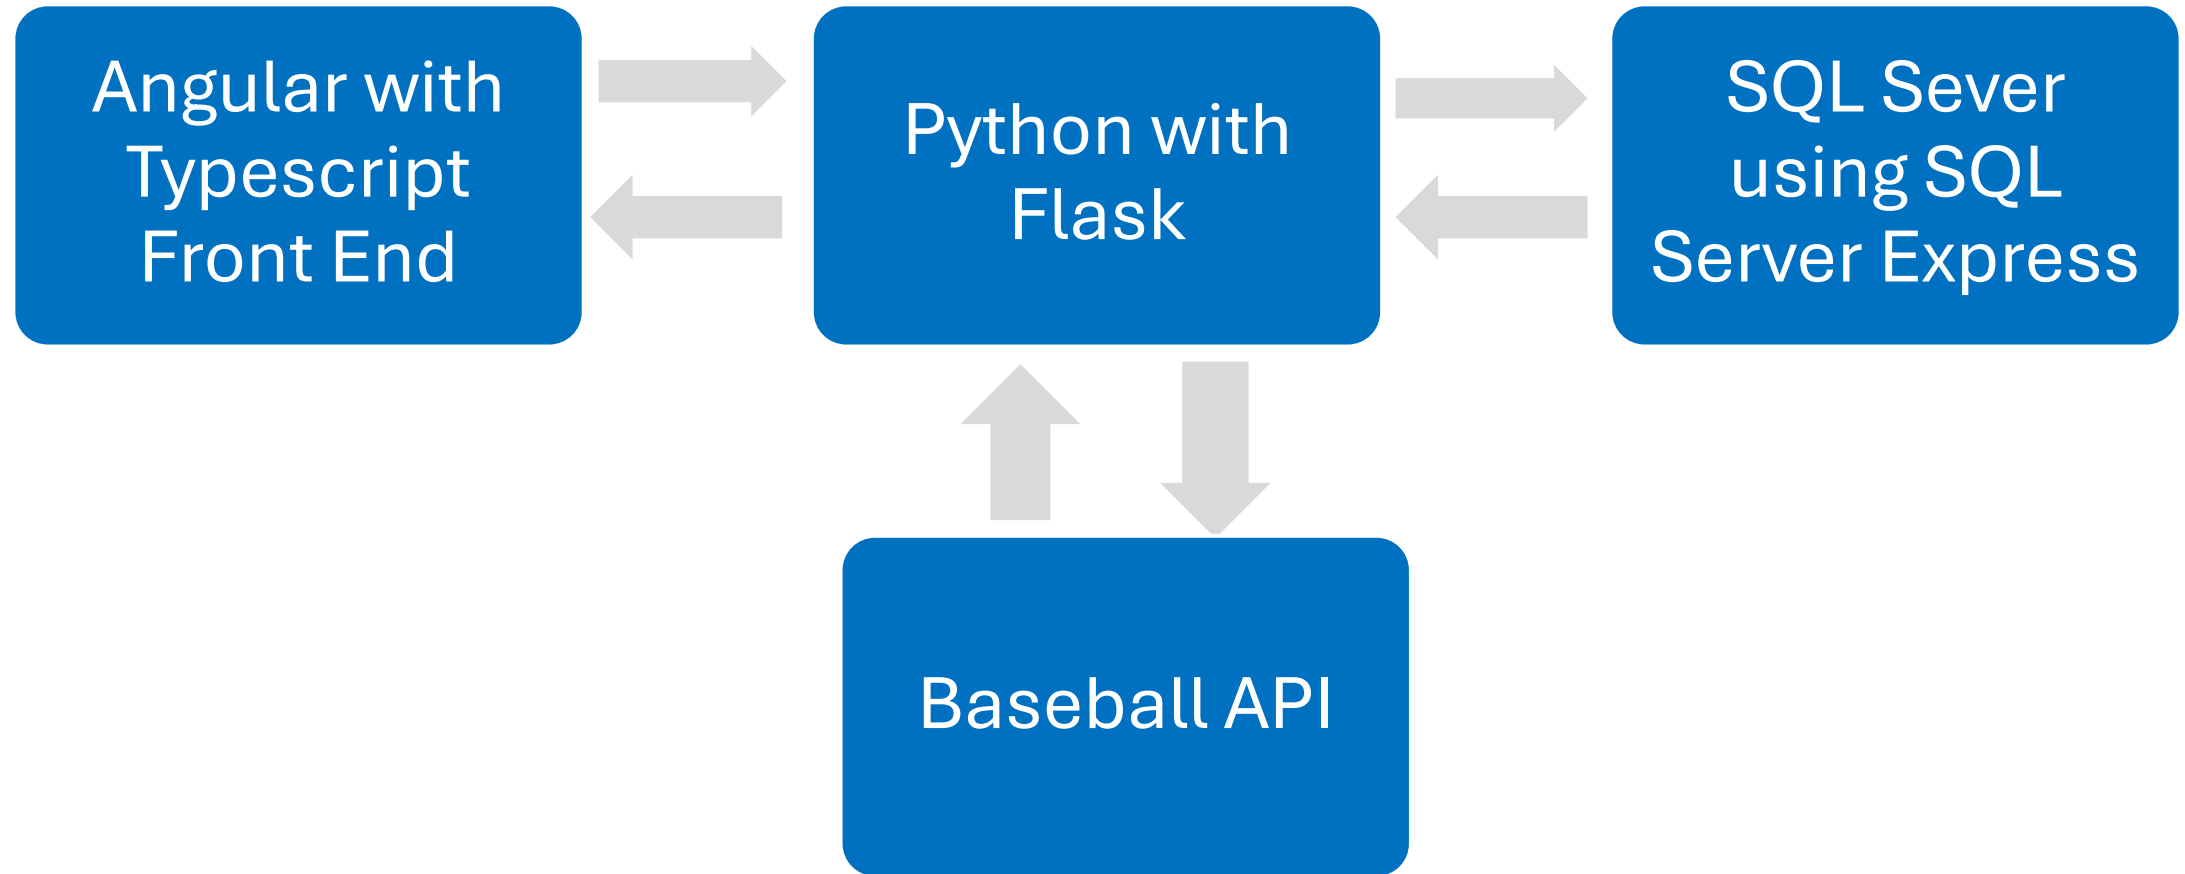 Angular with
Typescript
Front End
Python with
Flask
SQL Sever
using SQL
Server Express
Baseball API